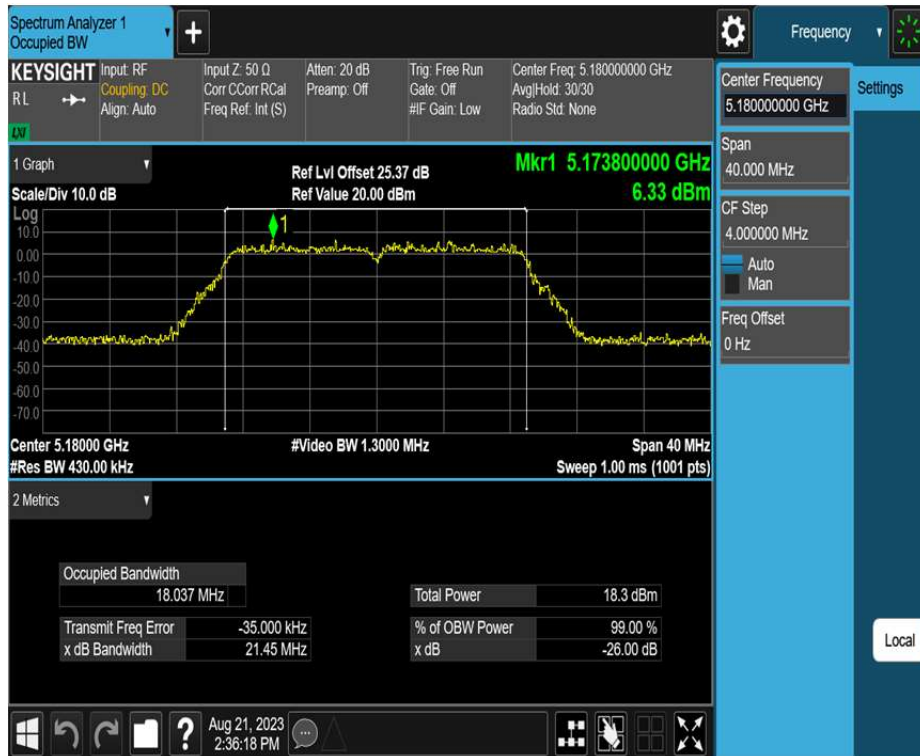 Spectrum Analyzer 1
Occupied BW
+
Frequency
KEYSIGHT
R L
LXI
Input: RF
Coupling: DC
Align: Auto
Input Z: 50 Ω
Corr CCorr RCal
Freq Ref: Int (S)
Atten: 20 dB
Preamp: Off
Trig: Free Run
Gate: Off
#IF Gain: Low
Center Freq: 5.180000000 GHz
Avg|Hold: 30/30
Radio Std: None
Center Frequency
5.18000000 GHz
Settings
Span
40.000 MHz
CF Step
4.000000 MHz
Auto
Man
Freq Offset
0 Hz
Local
1 Graph
Scale/Div 10.0 dB
Ref Lvl Offset 25.37 dB
Ref Value 20.00 dBm
Mkr1 5.173800000 GHz
6.33 dBm
Log
10.0
0.00
-10.0
-20.0
-30.0
-40.0
-50.0
-60.0
-70.0
1
Center 5.18000 GHz
#Video BW 1.3000 MHz
Span 40 MHz
#Res BW 430.00 kHz
Sweep 1.00 ms (1001 pts)
2 Metrics
Occupied Bandwidth
18.037 MHz
Total Power 18.3 dBm
Transmit Freq Error -35.000 kHz
% of OBW Power 99.00 %
x dB Bandwidth 21.45 MHz
x dB -26.00 dB
?
Aug 21, 2023
2:36:18 PM